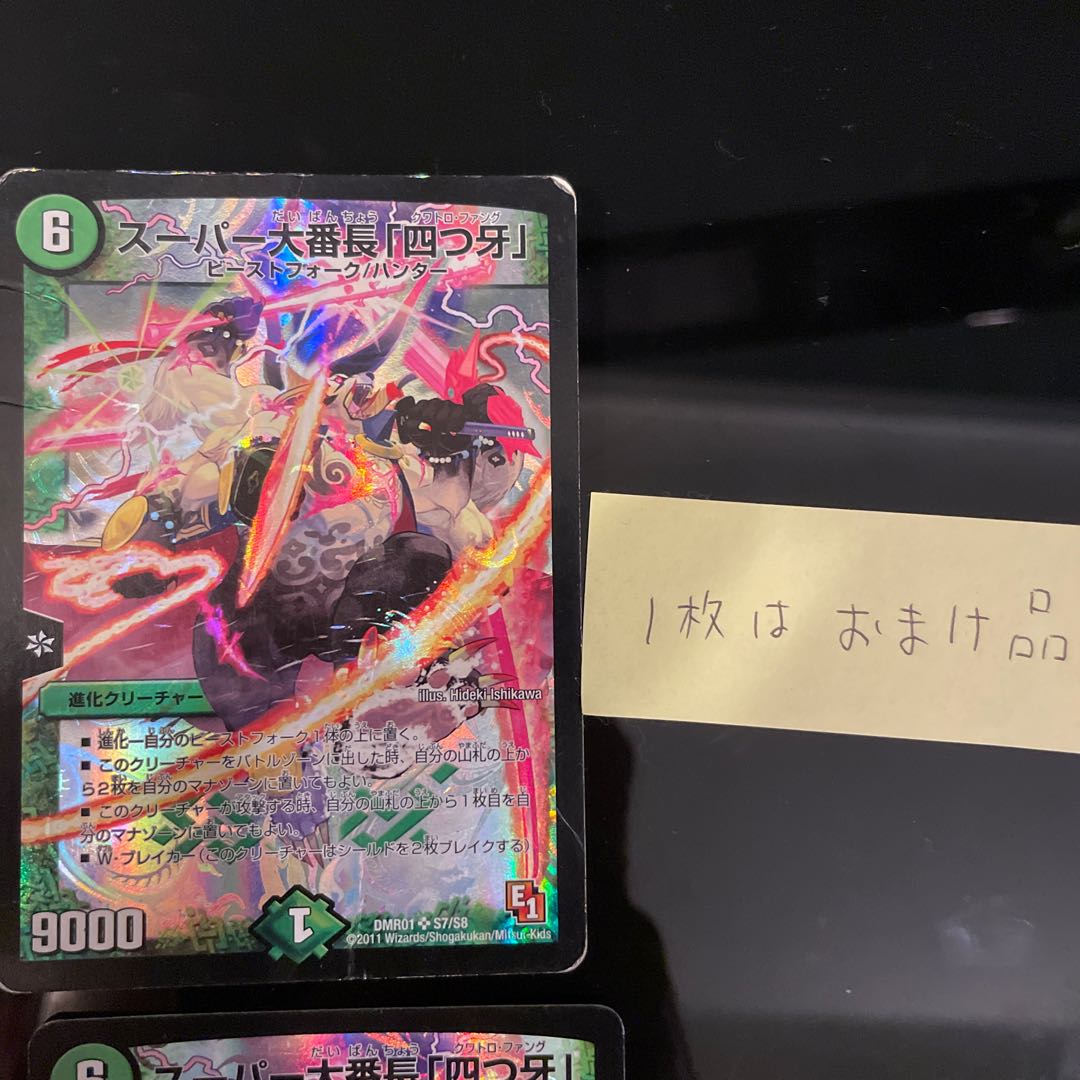 6
だいばんちょう クワトロ・ファング
スーパー大番長「四つ牙」
ビーストフォーク/ハンター
1枚は おまけ品
進化クリーチャー
illus. Hideki Ishikawa
■ 進化―自分のビーストフォーク1体の上に置く。
■ このクリーチャーをバトルゾーンに出した時、自分の山札の上か
ら2枚を自分のマナゾーンに置いてもよい。
■ このクリーチャーが攻撃する時、自分の山札の上から1枚目を自
分のマナゾーンに置いてもよい。
■ W・ブレイカー(このクリーチャーはシールドを2枚ブレイクする)
E1
9000
1
DMR01 S7/S8
©2011 Wizards/Shogakukan/Mitsui-Kids
だいばんちょう クワトロ・ファング
6
スーパー大番長「四つ牙」